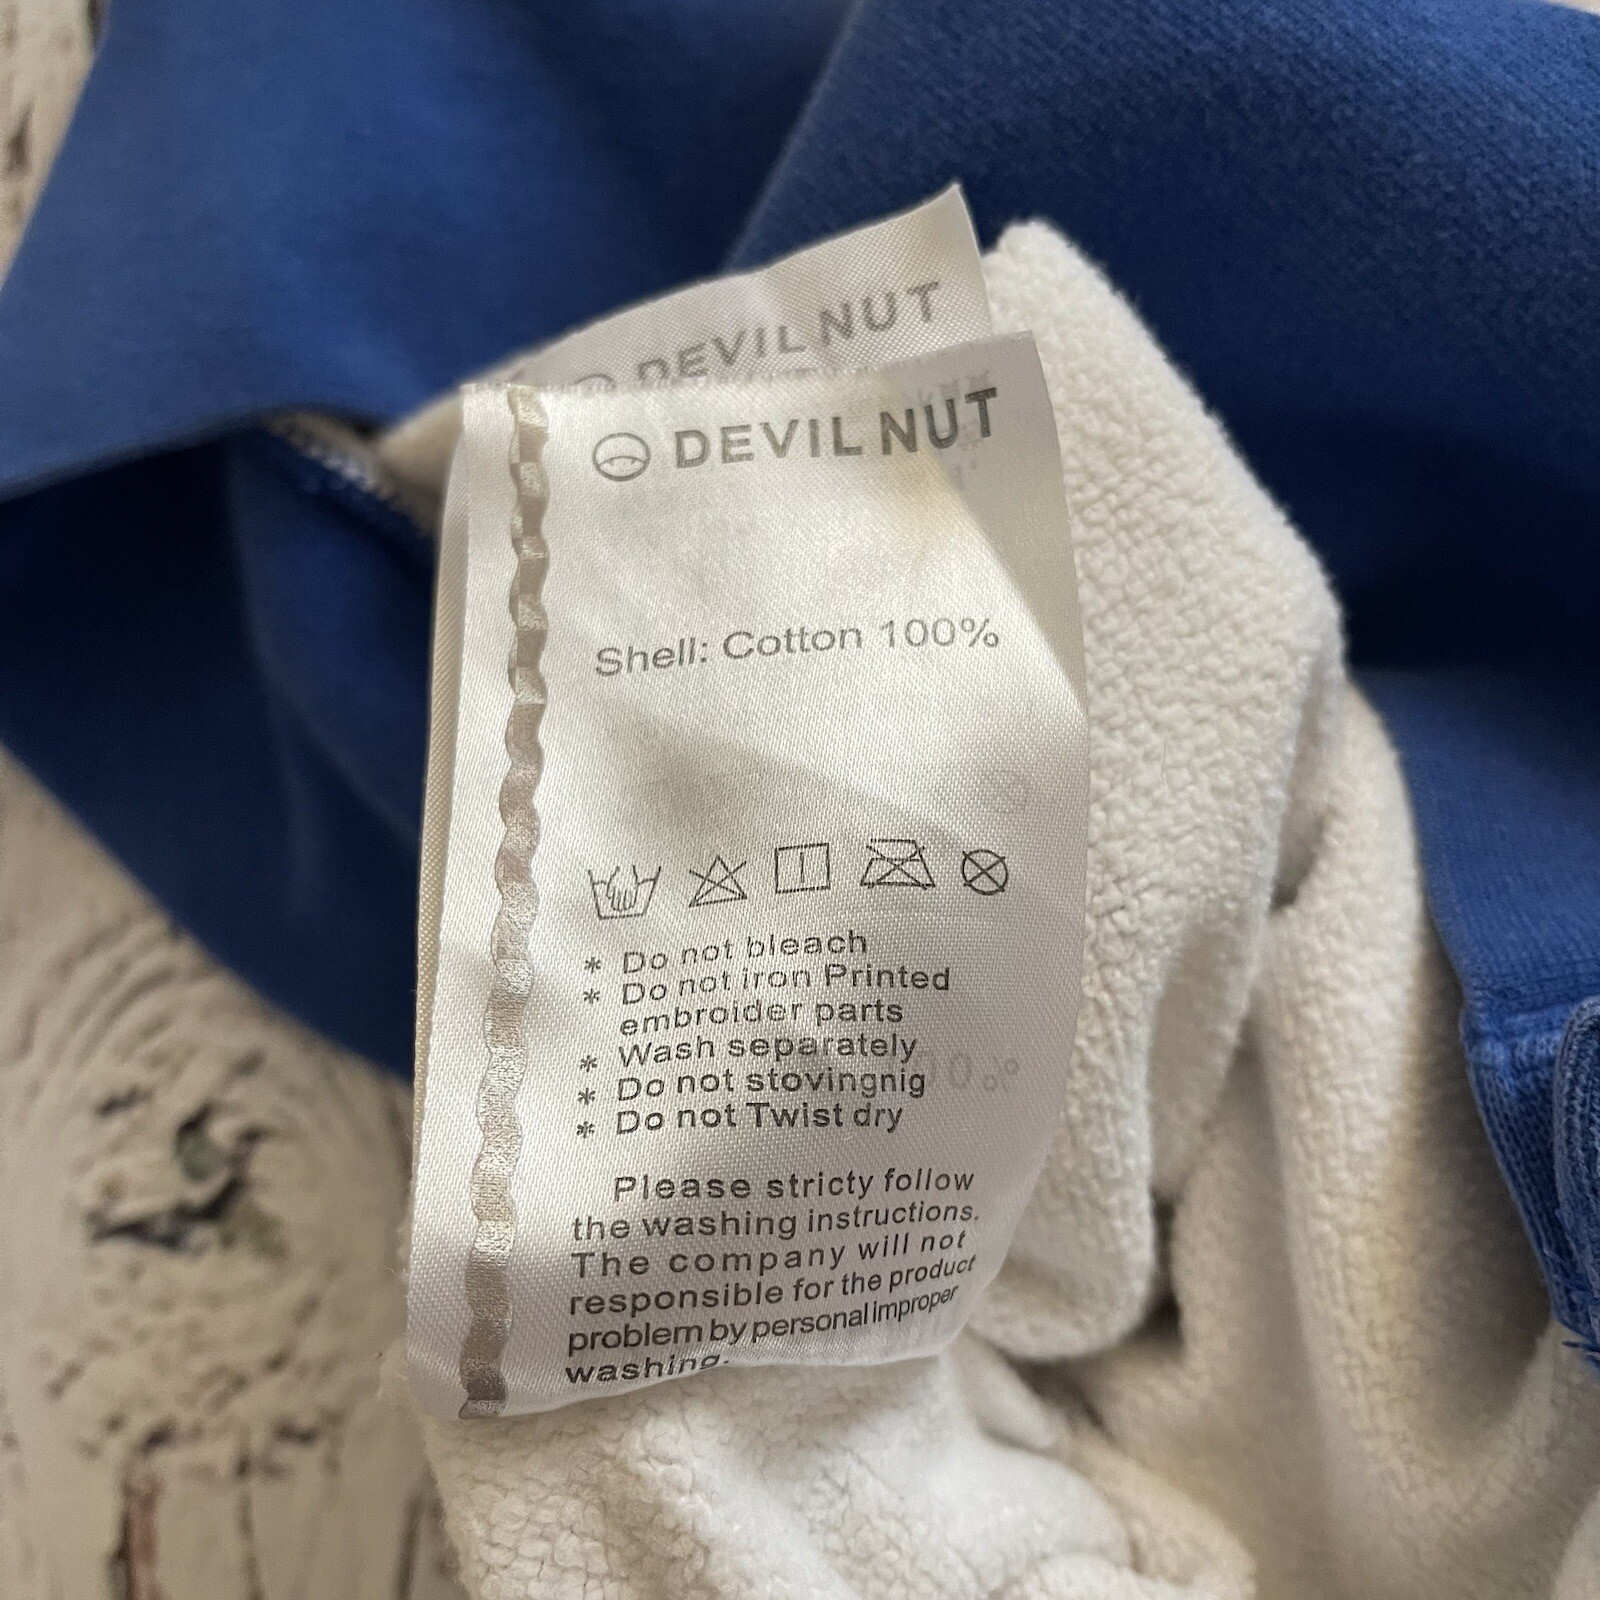 DEVIL NUT
DEVIL NUT
Shell: Cotton 100%
* Do not bleach
* Do not iron Printed
embroider parts
* Wash separately
* Do not stovingnig
* Do not Twist dry
Please stricty follow
the washing instructions.
The company will not
responsible for the product
problem by personal improper
washing.